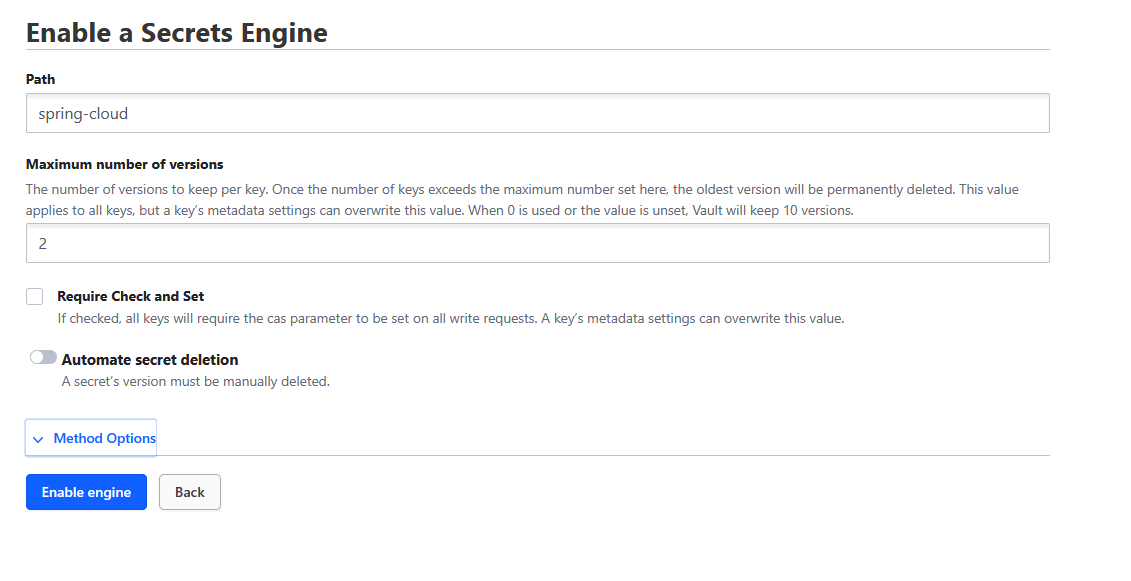 Enable a Secrets Engine
Path
spring-cloud
Maximum number of versions
The number of versions to keep per key. Once the number of keys exceeds the maximum number set here, the oldest version will be permanently deleted. This value
applies to all keys, but a key’s metadata settings can overwrite this value. When 0 is used or the value is unset, Vault will keep 10 versions.
2
Require Check and Set
If checked, all keys will require the cas parameter to be set on all write requests. A key’s metadata settings can overwrite this value.
Automate secret deletion
A secret’s version must be manually deleted.
Method Options
Enable engine Back